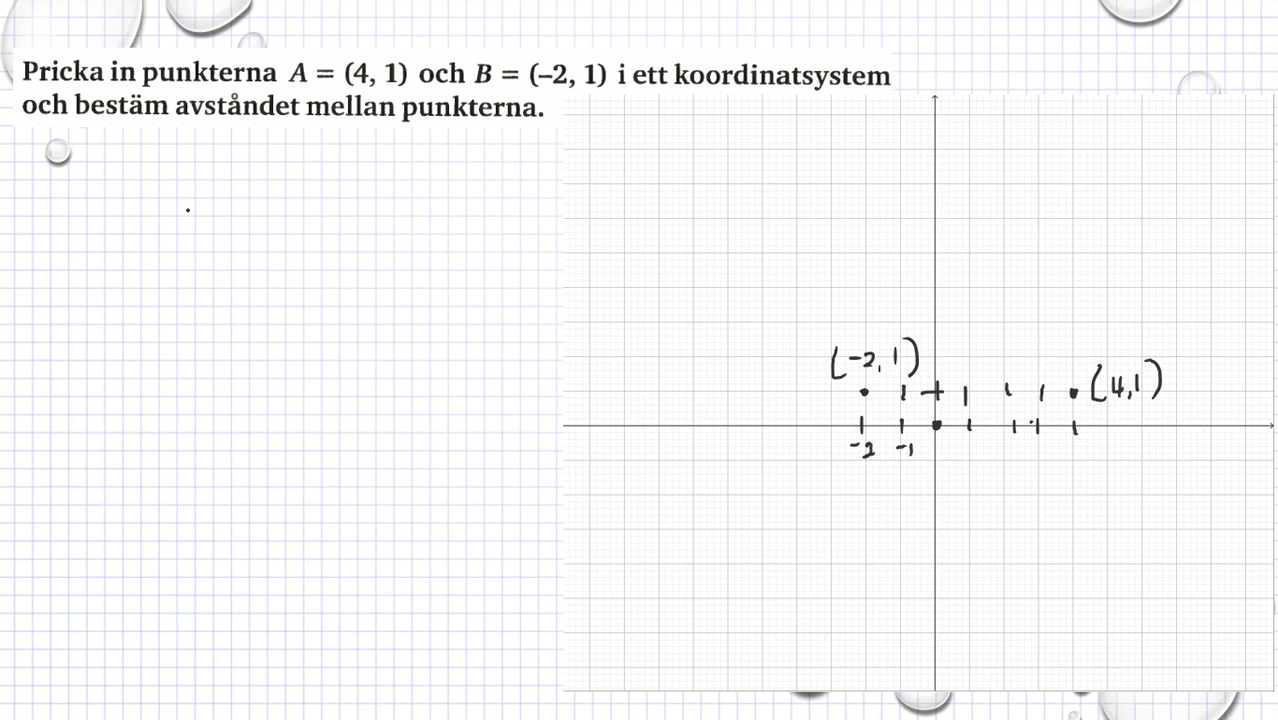 Pricka in punkterna A = (4, 1) och B = (–2, 1) i ett koordinatsystem
och bestäm avståndet mellan punkterna.
(-2, 1)
(4,1)
-2 -1